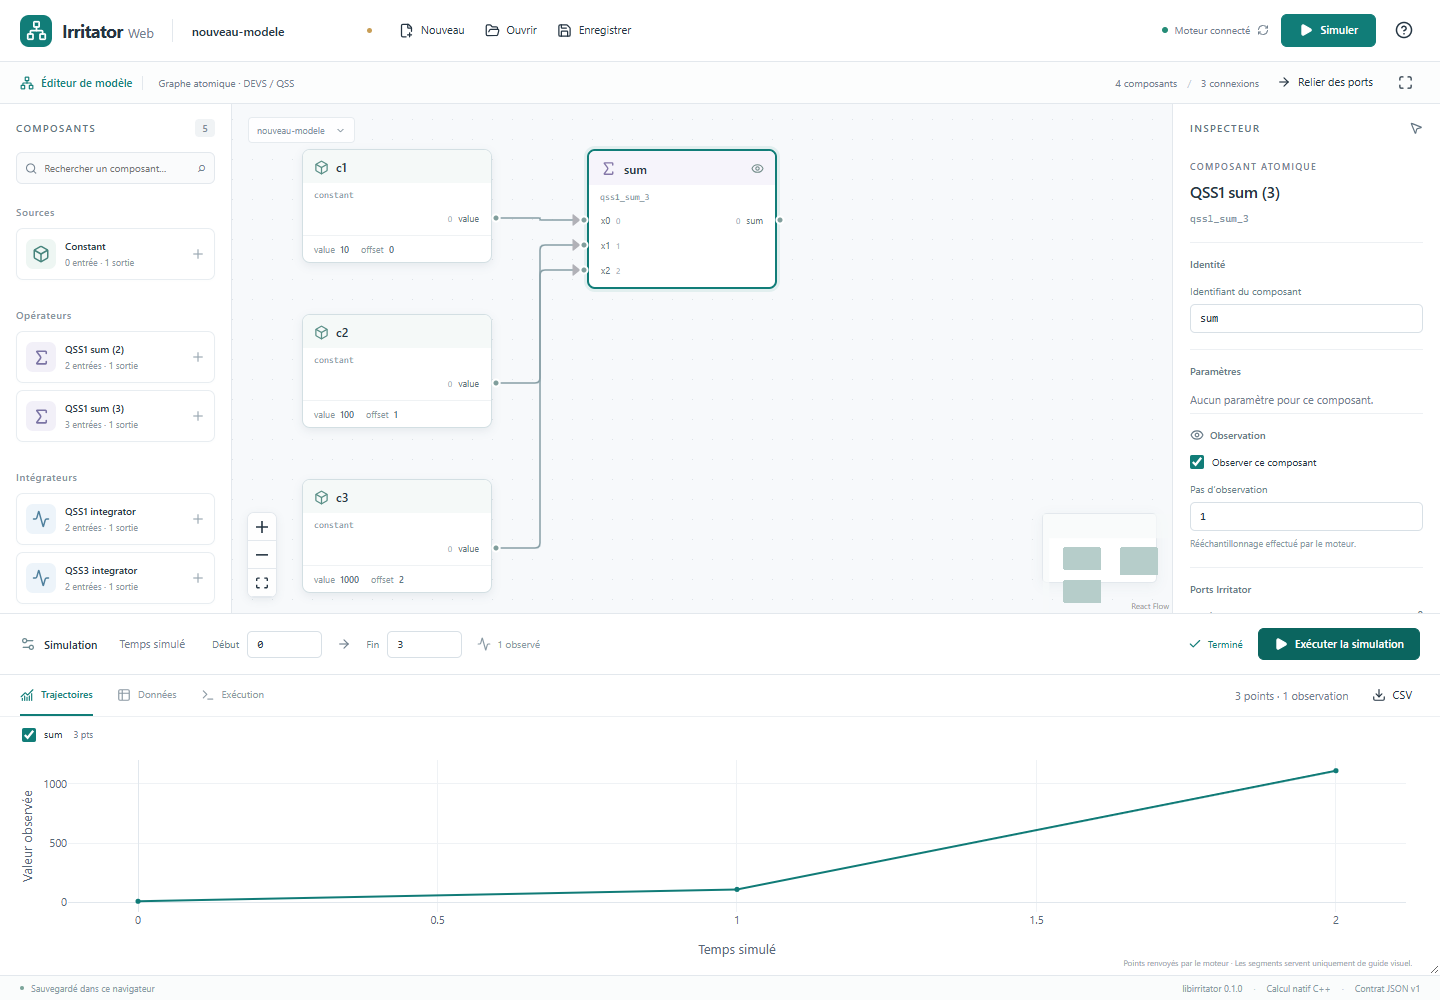 Irritator Web
nouveau-modele
Nouveau
Ouvrir
Enregistrer
Moteur connecté
Simuler
Éditeur de modèle
Graphe atomique · DEVS / QSS
4 composants / 3 connexions
Relier des ports
COMPOSANTS
5
Rechercher un composant...
Sources
Constant
0 entrée · 1 sortie
Opérateurs
QSS1 sum (2)
2 entrées · 1 sortie
QSS1 sum (3)
3 entrées · 1 sortie
Intégrateurs
QSS1 integrator
2 entrées · 1 sortie
QSS3 integrator
2 entrées · 1 sortie
nouveau-modele
c1
constant
0 value
value 10 offset 0
c2
constant
0 value
value 100 offset 1
c3
constant
0 value
value 1000 offset 2
sum
qss1_sum_3
x0 0
0 sum
x1 1
x2 2
React Flow
INSPECTEUR
COMPOSANT ATOMIQUE
QSS1 sum (3)
qss1_sum_3
Identité
Identifiant du composant
sum
Paramètres
Aucun paramètre pour ce composant.
Observation
Observer ce composant
Pas d'observation
1
Rééchantillonnage effectué par le moteur.
Ports Irritator
Simulation
Temps simulé
Début
0
Fin
3
1 observé
Terminé
Exécuter la simulation
Trajectoires
Données
Exécution
3 points · 1 observation
CSV
sum 3 pts
Valeur observée
1000
500
0
0
0.5
1
1.5
2
Temps simulé
Points renvoyés par le moteur · Les segments servent uniquement de guide visuel.
Sauvegardé dans ce navigateur
libirritator 0.1.0 · Calcul natif C++ · Contrat JSON v1